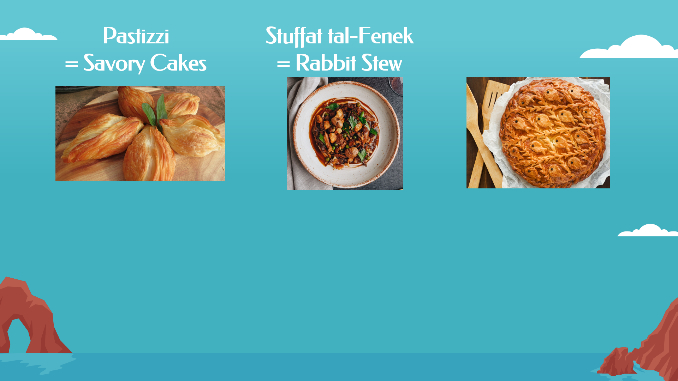 Pastizzi
= Savory Cakes
Stuffat tal-Fenek
= Rabbit Stew